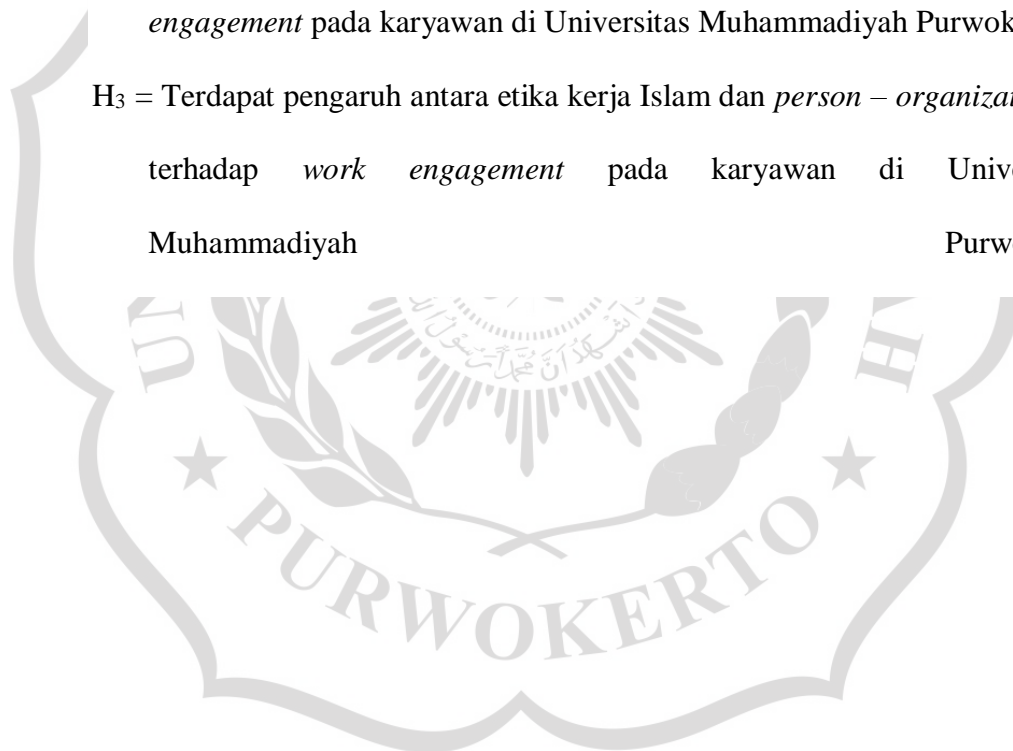 engagement pada karyawan di Universitas Muhammadiyah Purwok
H₃ = Terdapat pengaruh antara etika kerja Islam dan person – organizat
terhadap work engagement pada karyawan di Unive
Muhammadiyah Purw
PURWOKERTO